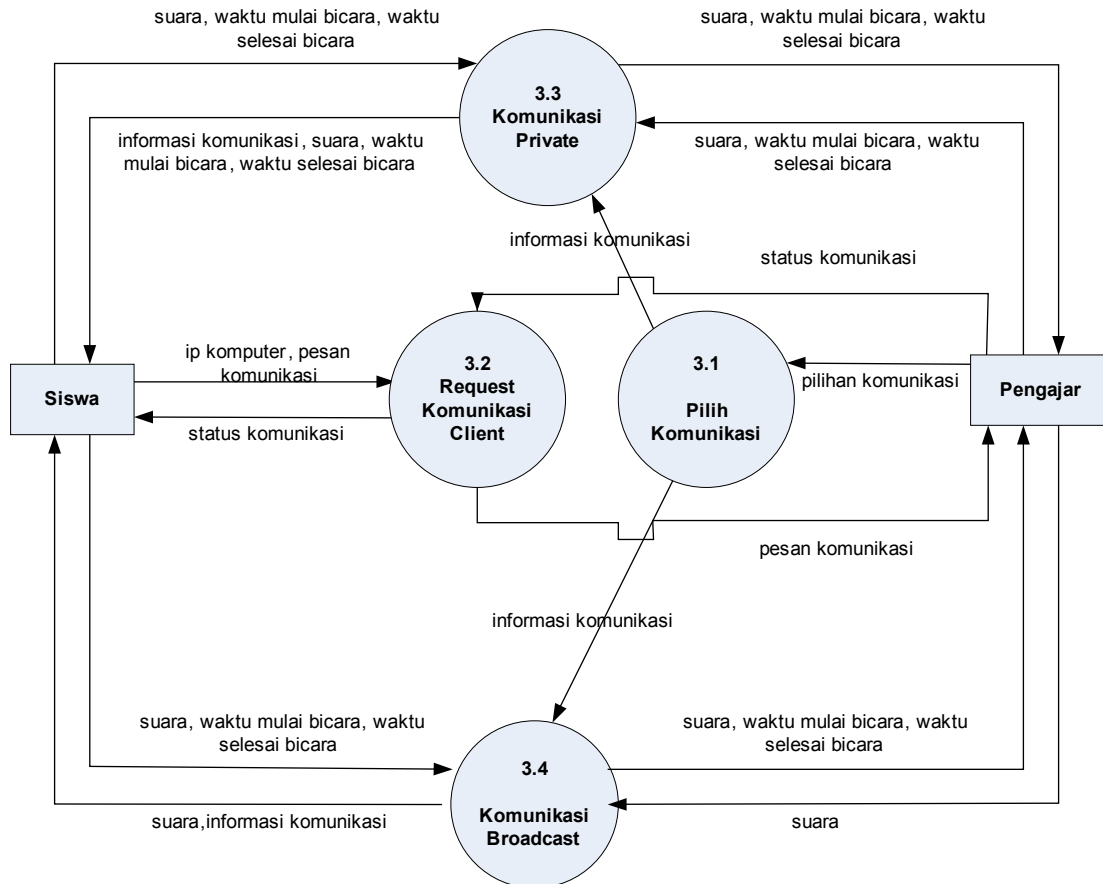 suara, waktu mulai bicara, waktu
selesai bicara
suara, waktu mulai bicara, waktu
selesai bicara
3.3
Komunikasi
Private
informasi komunikasi, suara, waktu
mulai bicara, waktu selesai bicara
suara, waktu mulai bicara, waktu
selesai bicara
informasi komunikasi
status komunikasi
ip komputer, pesan
komunikasi
3.2
Request
Komunikasi
Client
3.1
Pilih
Komunikasi
pilihan komunikasi
Siswa
Pengajar
status komunikasi
pesan komunikasi
informasi komunikasi
suara, waktu mulai bicara, waktu
selesai bicara
suara, waktu mulai bicara, waktu
selesai bicara
3.4
Komunikasi
Broadcast
suara,informasi komunikasi
suara